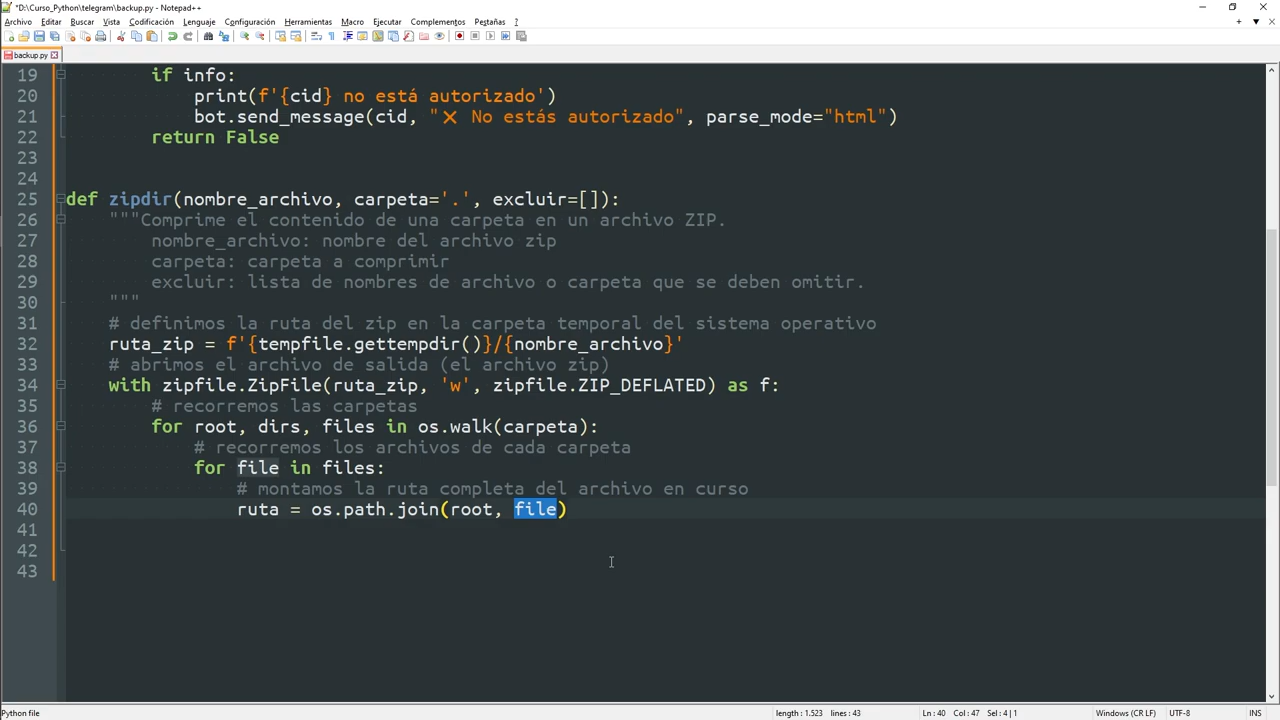 *D:\Curso_Python\telegram\backup.py - Notepad++
Archivo Editar Buscar Vista Codificación Lenguaje Configuración Herramientas Macro Ejecutar Complementos Pestañas ?
backup.py
19 if info:
20 print(f'{cid} no está autorizado')
21 bot.send_message(cid, "❌ No estás autorizado", parse_mode="html")
22 return False
23
24
25 def zipdir(nombre_archivo, carpeta='.', excluir=[]):
26 """Comprime el contenido de una carpeta en un archivo ZIP.
27 nombre_archivo: nombre del archivo zip
28 carpeta: carpeta a comprimir
29 excluir: lista de nombres de archivo o carpeta que se deben omitir.
30 """
31 # definimos la ruta del zip en la carpeta temporal del sistema operativo
32 ruta_zip = f'{tempfile.gettempdir()}/{nombre_archivo}'
33 # abrimos el archivo de salida (el archivo zip)
34 with zipfile.ZipFile(ruta_zip, 'w', zipfile.ZIP_DEFLATED) as f:
35 # recorremos las carpetas
36 for root, dirs, files in os.walk(carpeta):
37 # recorremos los archivos de cada carpeta
38 for file in files:
39 # montamos la ruta completa del archivo en curso
40 ruta = os.path.join(root, file)
41
42
43
Python file length : 1.523 lines : 43 Ln : 40 Col : 47 Sel : 4 | 1 Windows (CR LF) UTF-8 INS